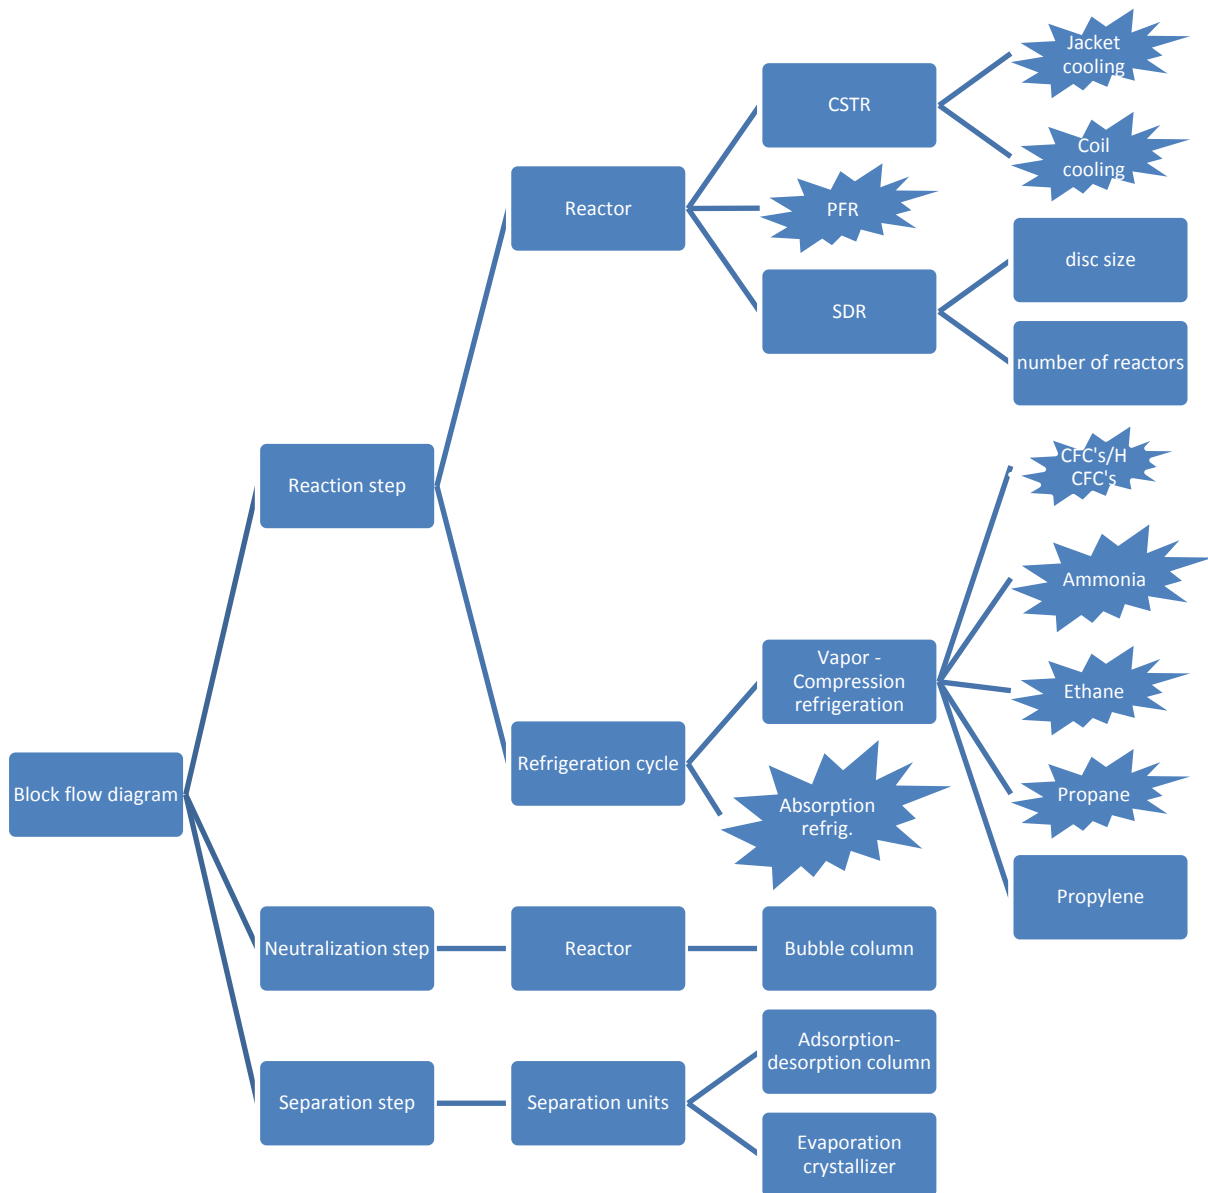 Jacket
cooling
CSTR
Coil
cooling
Reactor
PFR
disc size
SDR
number of reactors
Reaction step
CFC's/H
CFC's
Ammonia
Vapor -
Compression
refrigeration
Ethane
Block flow diagram
Refrigeration cycle
Absorption
refrig.
Propane
Propylene
Neutralization step
Reactor
Bubble column
Adsorption-
desorption column
Separation step
Separation units
Evaporation
crystallizer